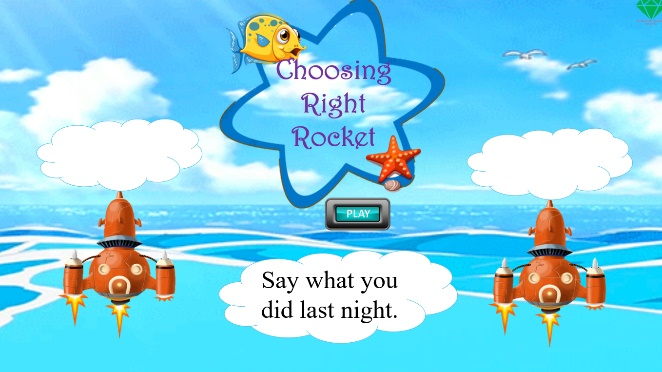 Choosing
Right
Rocket
PLAY
Say what you
did last night.